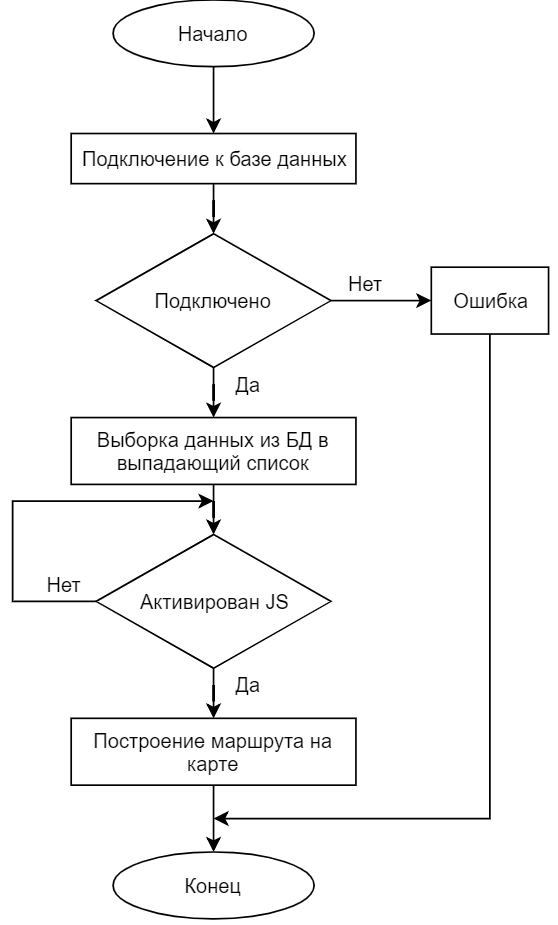 Начало
Подключение к базе данных
Подключено
Нет
Ошибка
Да
Выборка данных из БД в
выпадающий список
Нет
Активирован JS
Да
Построение маршрута на
карте
Конец